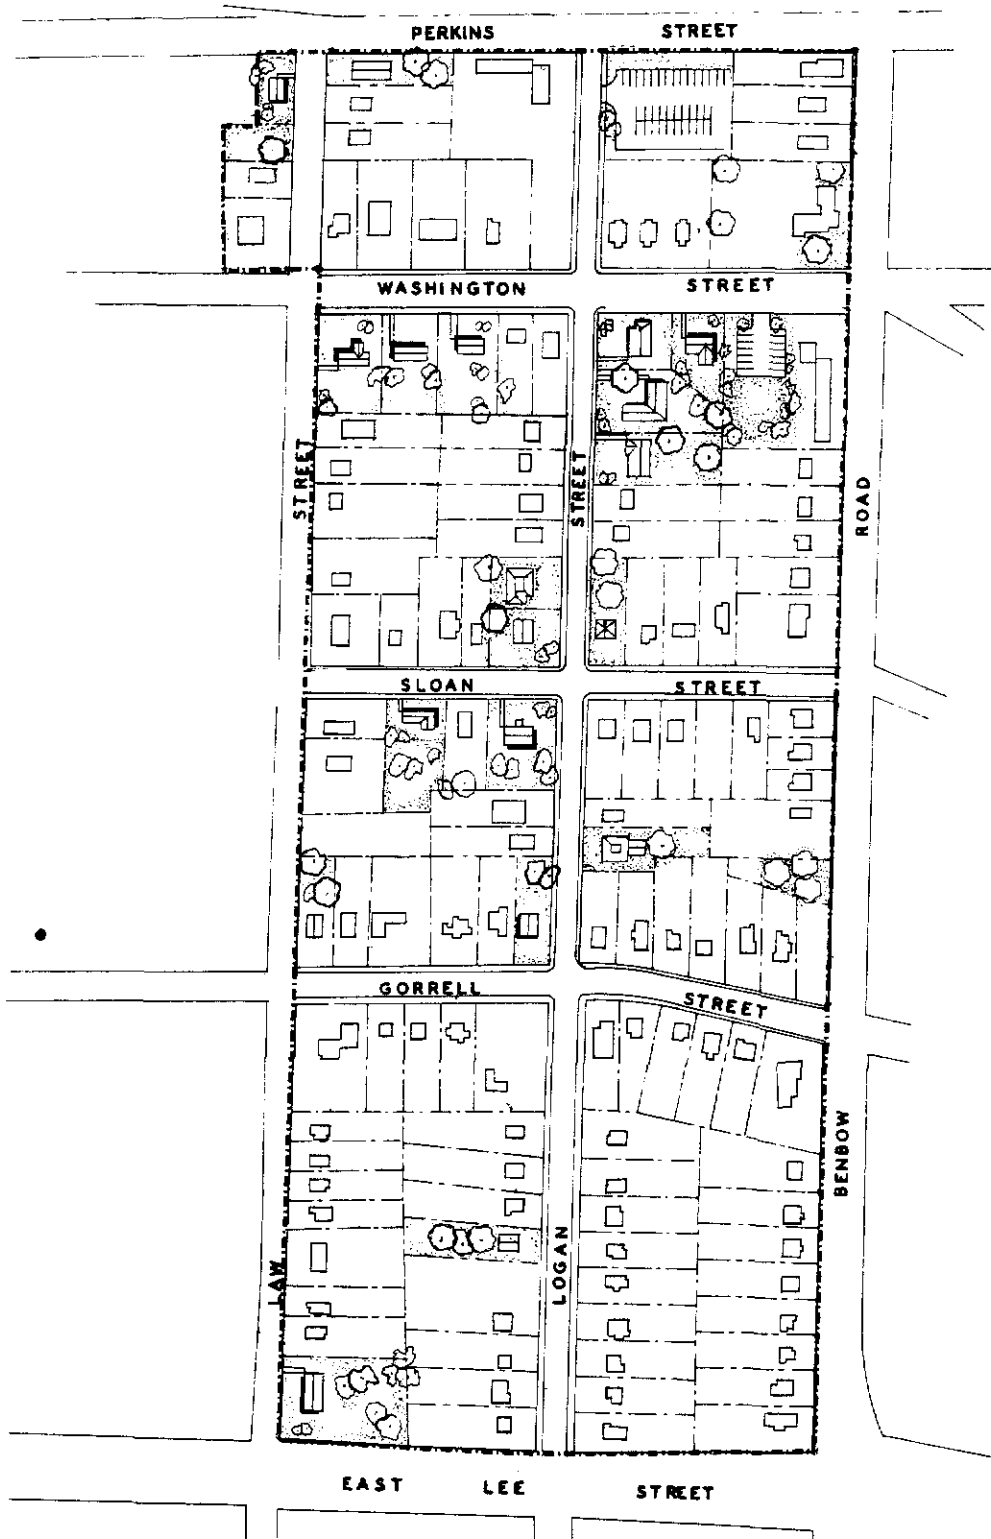 PERKINS STREET
WASHINGTON STREET
STREET
STREET
ROAD
SLOAN STREET
GORRELL STREET
BENBOW
LAW
LOGAN
EAST LEE STREET